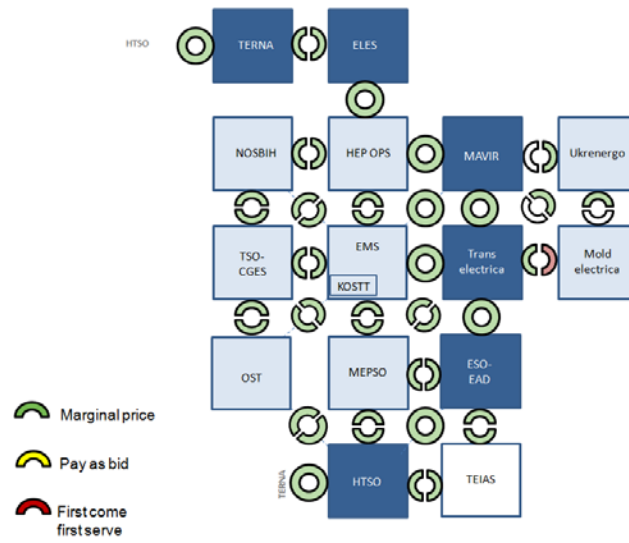 HTSO
TERNA
ELES
NOSBIH
HEP OPS
MAVIR
Ukrenergo
TSO-
CGES
EMS
KOSTT
Trans
electrica
Mold
electrica
OST
MEPSO
ESO-
EAD
TERNA
HTSO
TEIAS
Marginal price
Pay as bid
First come
first serve